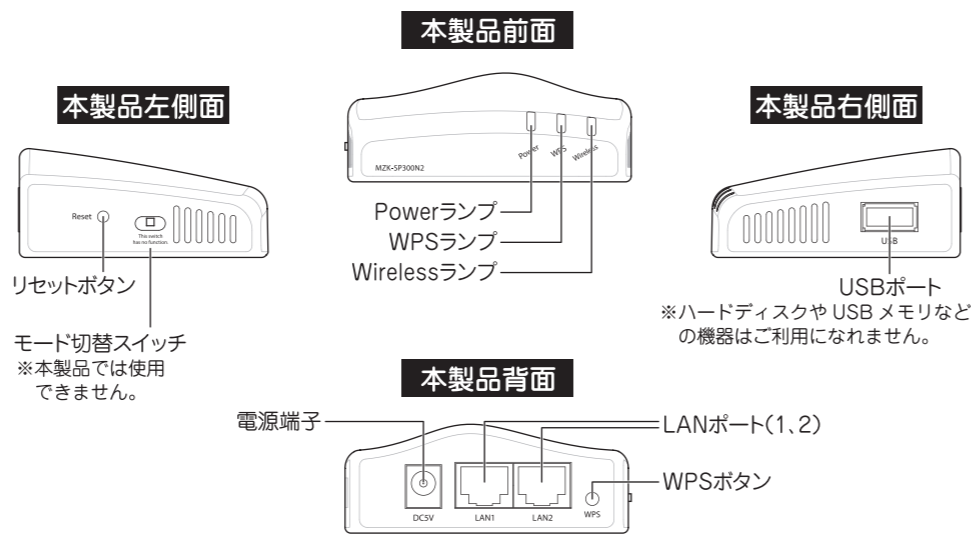 本製品前面
本製品左側面
本製品右側面
Power
WPS
Wireless
MZK-SP300N2
Powerランプ
WPSランプ
Wirelessランプ
Reset
This switch
has no function.
リセットボタン
モード切替スイッチ
※本製品では使用
できません。
USB
USBポート
※ハードディスクや USB メモリなど
の機器はご利用になれません。
本製品背面
電源端子
LANポート(1、2)
WPSボタン
DC5V
LAN1
LAN2
WPS